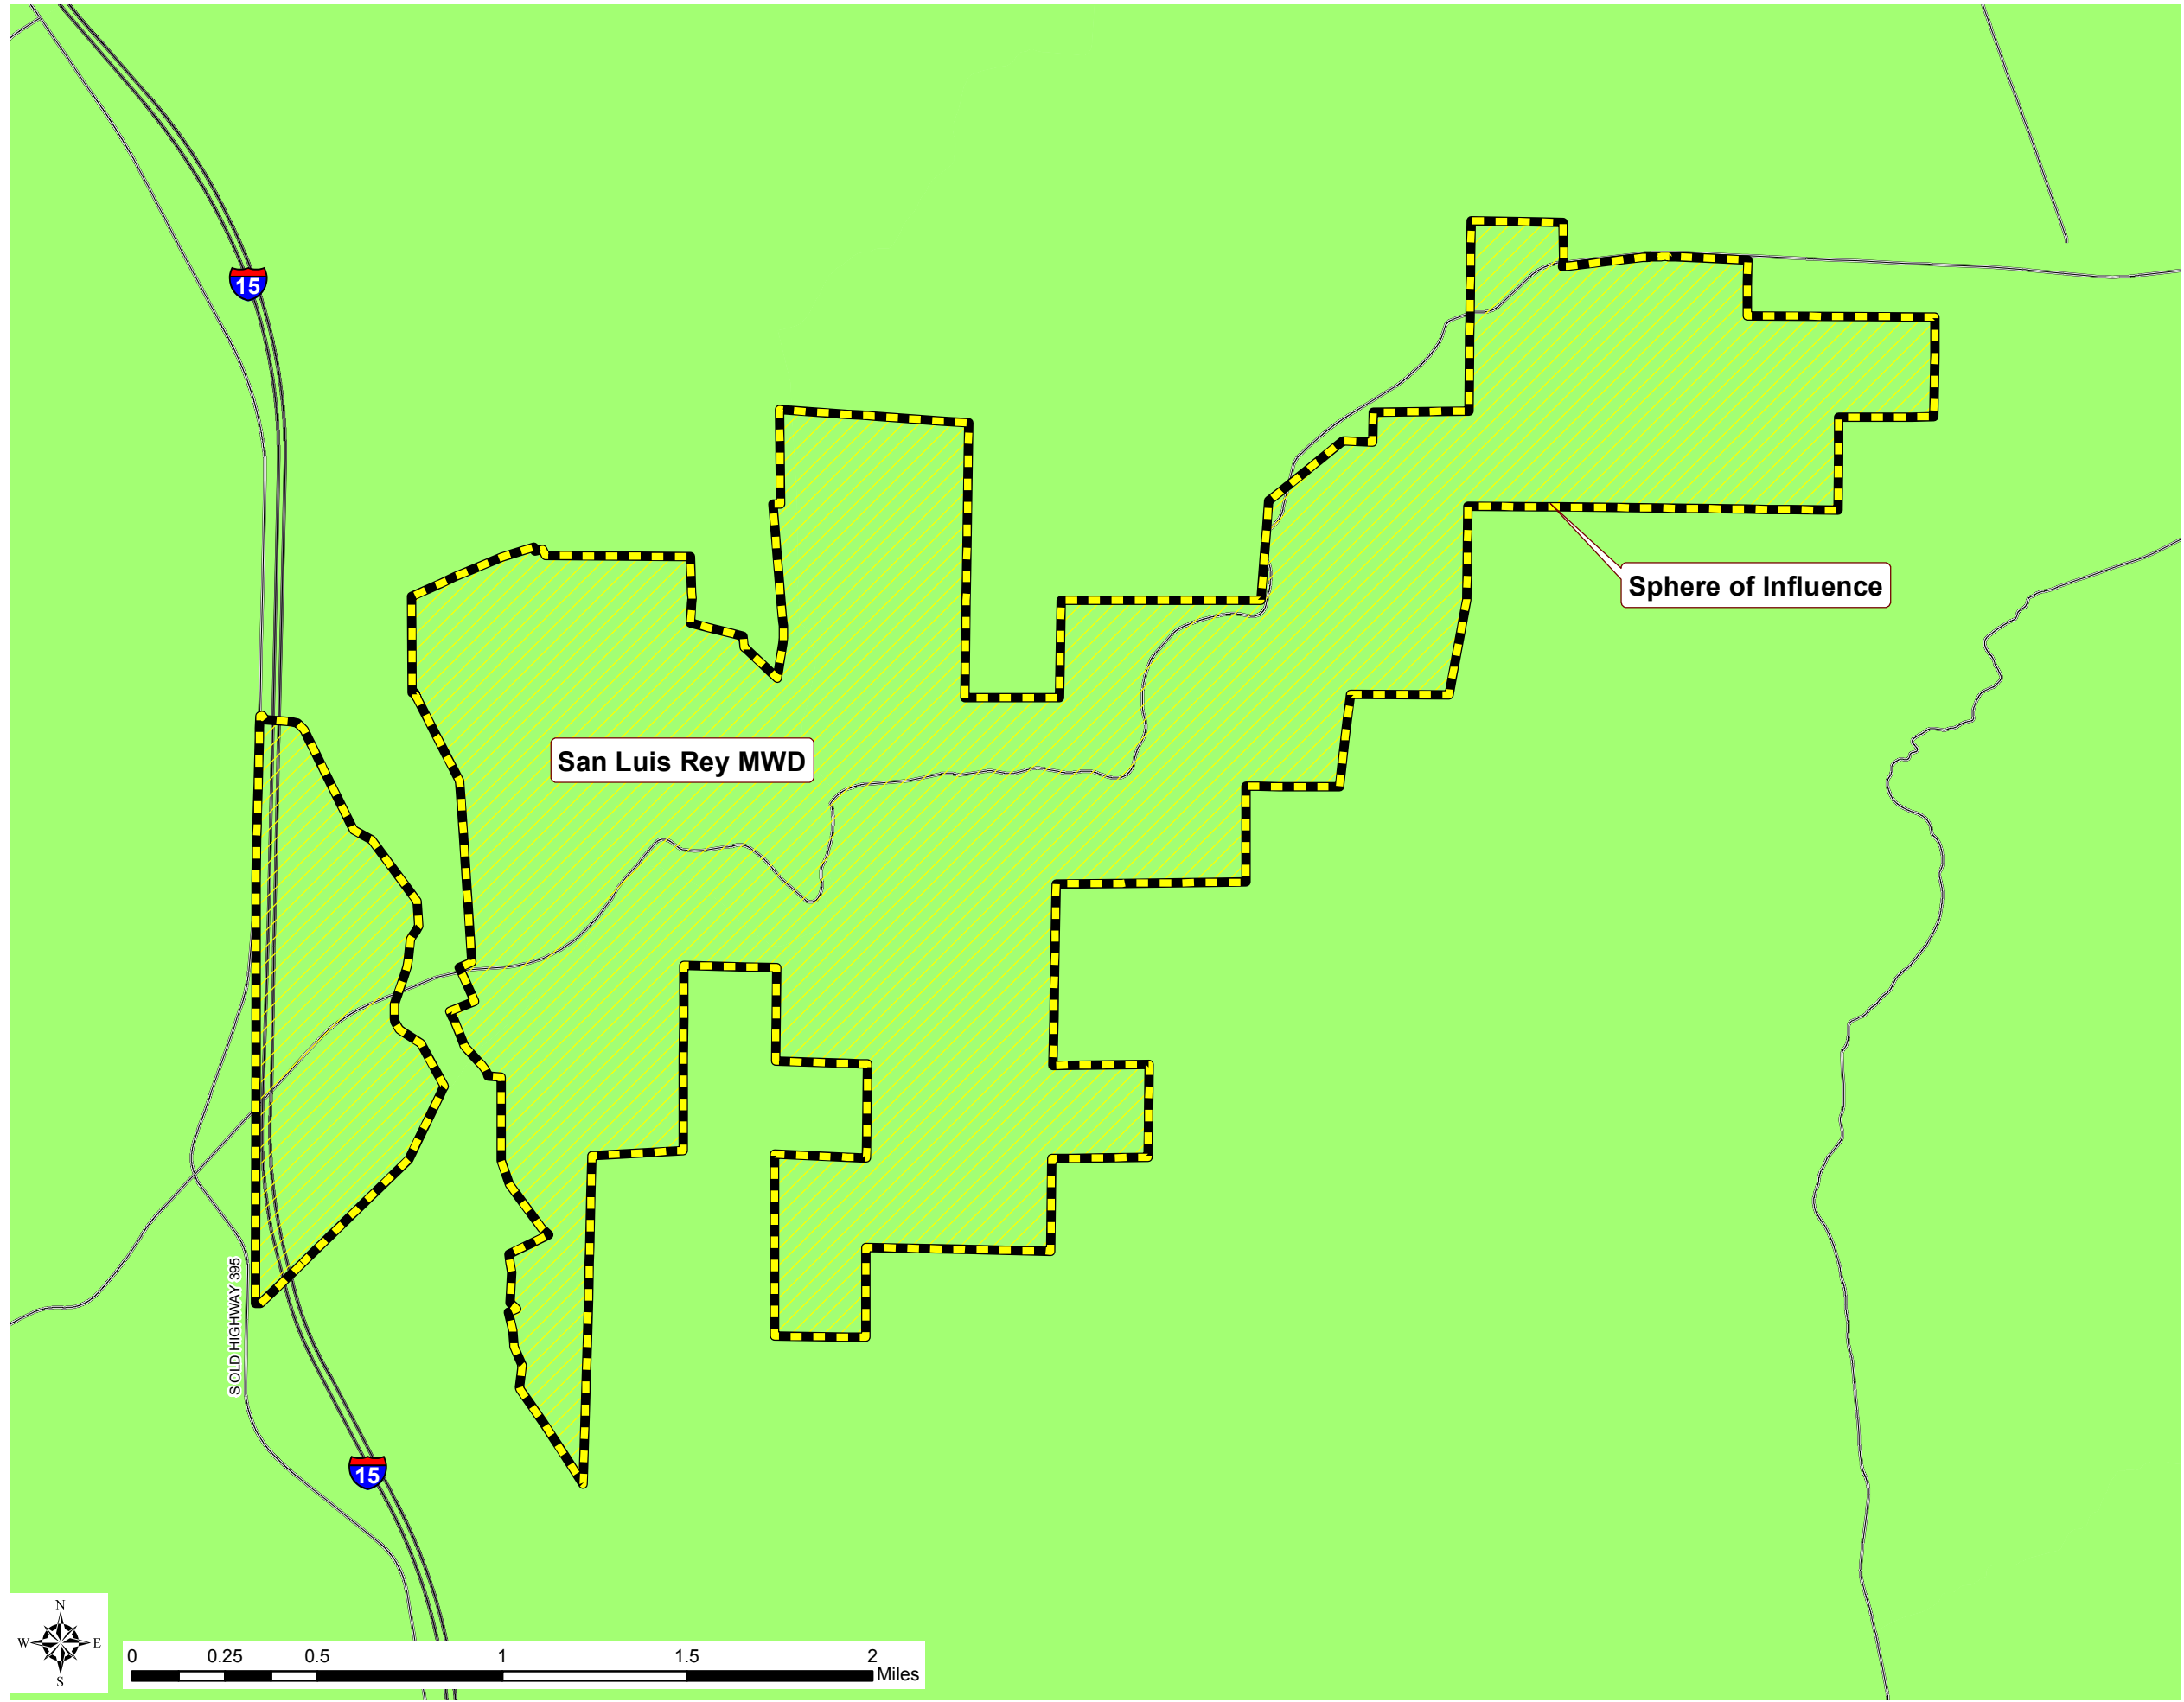 15
Sphere of Influence
San Luis Rey MWD
S OLD HIGHWAY 395
15
N
W E
S
0 0.25 0.5 1 1.5 2
Miles